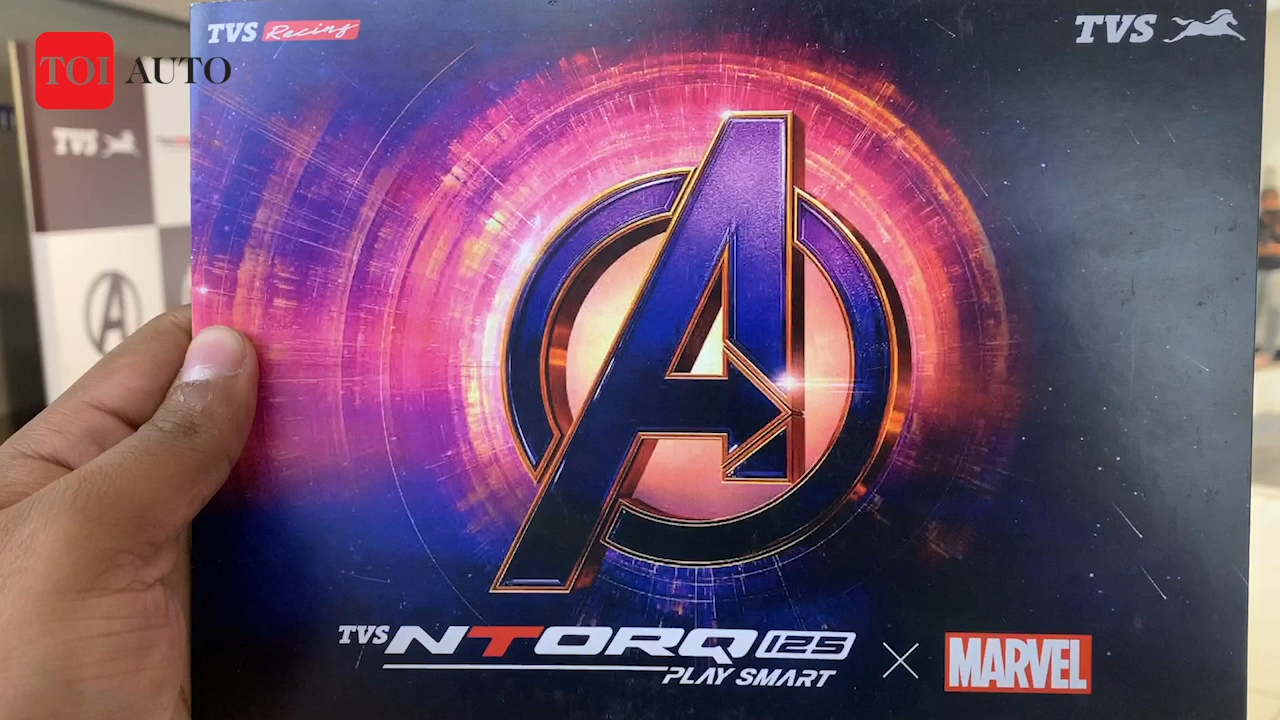 TVS Racing
TVS
TOI AUTO
TVS
TVS NTORQ 125
PLAY SMART
X
MARVEL